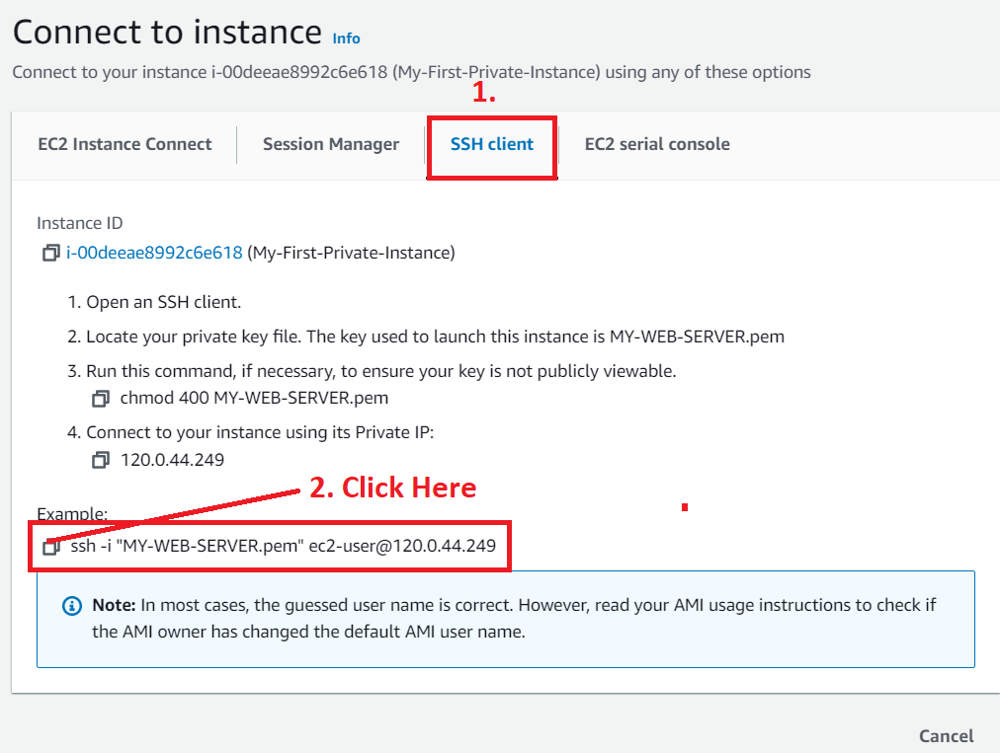 Connect to instance Info
Connect to your instance i-00deeae8992c6e618 (My-First-Private-Instance) using any of these options
1.
EC2 Instance Connect Session Manager SSH client EC2 serial console
Instance ID
i-00deeae8992c6e618 (My-First-Private-Instance)
1. Open an SSH client.
2. Locate your private key file. The key used to launch this instance is MY-WEB-SERVER.pem
3. Run this command, if necessary, to ensure your key is not publicly viewable.
chmod 400 MY-WEB-SERVER.pem
4. Connect to your instance using its Private IP:
120.0.44.249
2. Click Here
Example:
ssh -i "MY-WEB-SERVER.pem" ec2-user@120.0.44.249
Note: In most cases, the guessed user name is correct. However, read your AMI usage instructions to check if
the AMI owner has changed the default AMI user name.
Cancel